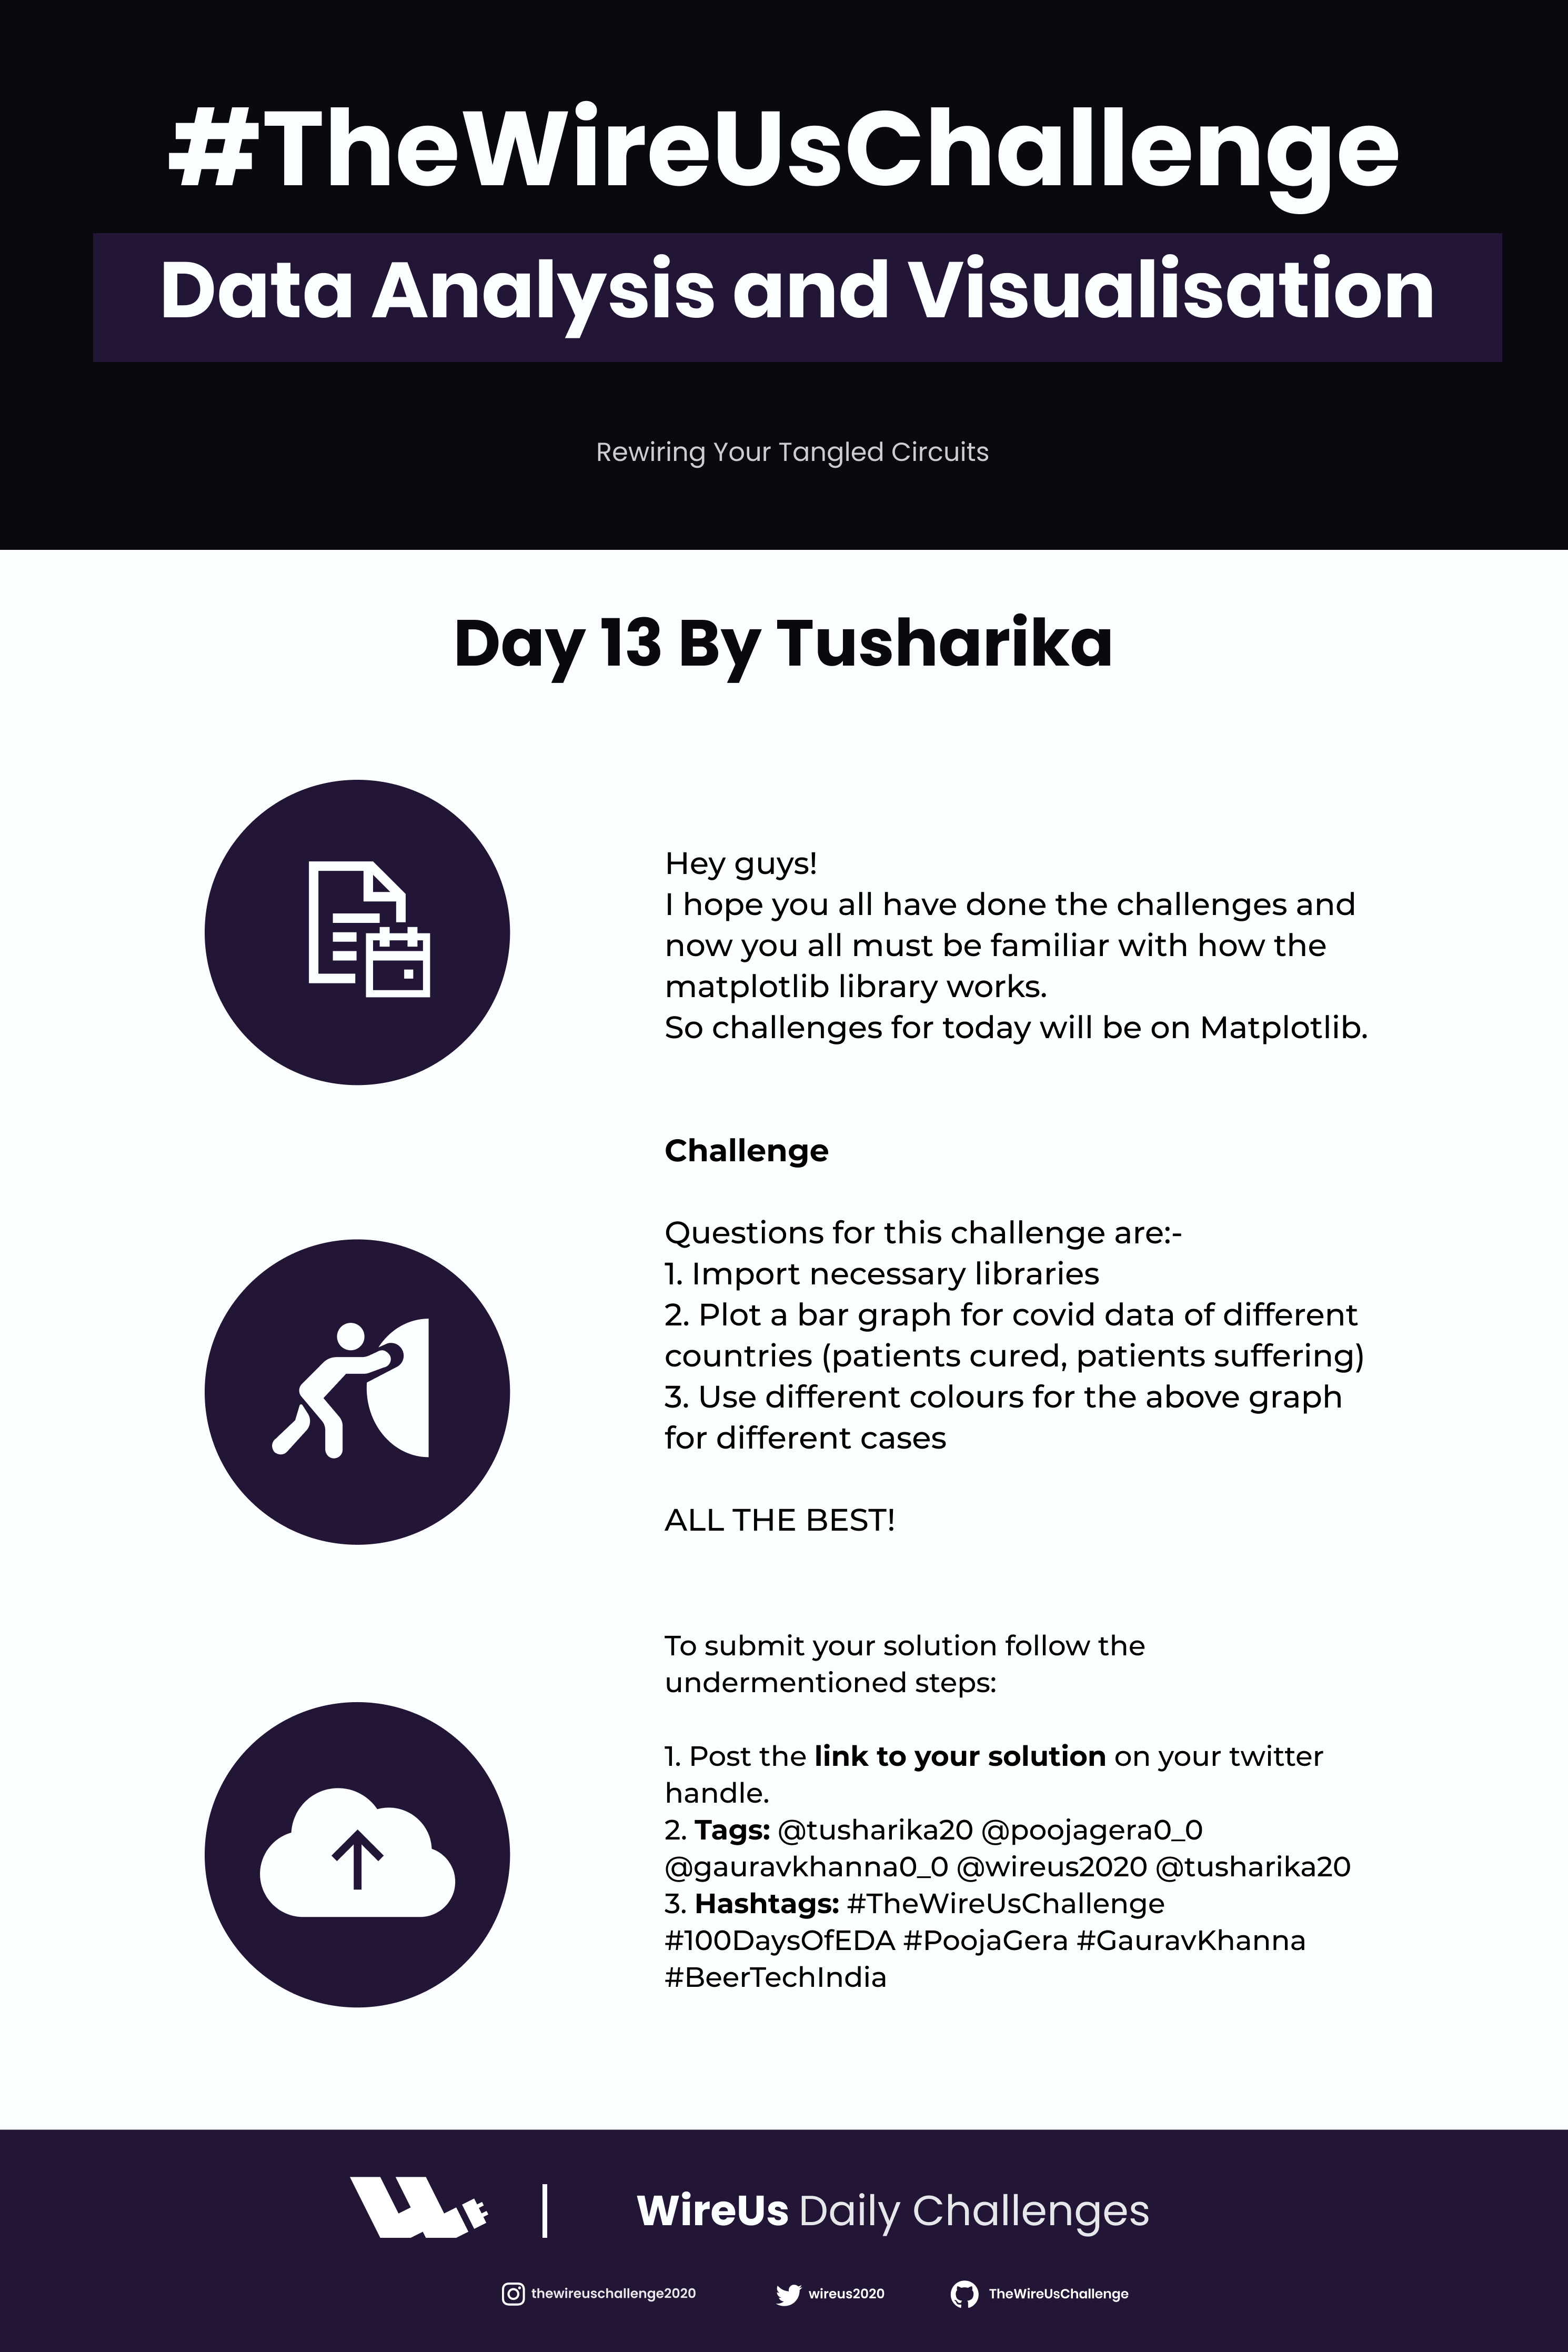 #TheWireUsChallenge
Data Analysis and Visualisation
Rewiring Your Tangled Circuits
Day 13 By Tusharika
Hey guys!
I hope you all have done the challenges and
now you all must be familiar with how the
matplotlib library works.
So challenges for today will be on Matplotlib.
Challenge
Questions for this challenge are:-
1. Import necessary libraries
2. Plot a bar graph for covid data of different
countries (patients cured, patients suffering)
3. Use different colours for the above graph
for different cases
ALL THE BEST!
To submit your solution follow the
undermentioned steps:
1. Post the link to your solution on your twitter
handle.
2. Tags: @tusharika20 @poojagera0_0
@gauravkhanna0_0 @wireus2020 @tusharika20
3. Hashtags: #TheWireUsChallenge
#100DaysOfEDA #PoojaGera #GauravKhanna
#BeerTechIndia
WireUs Daily Challenges
thewireuschallenge2020 wireus2020 TheWireUsChallenge